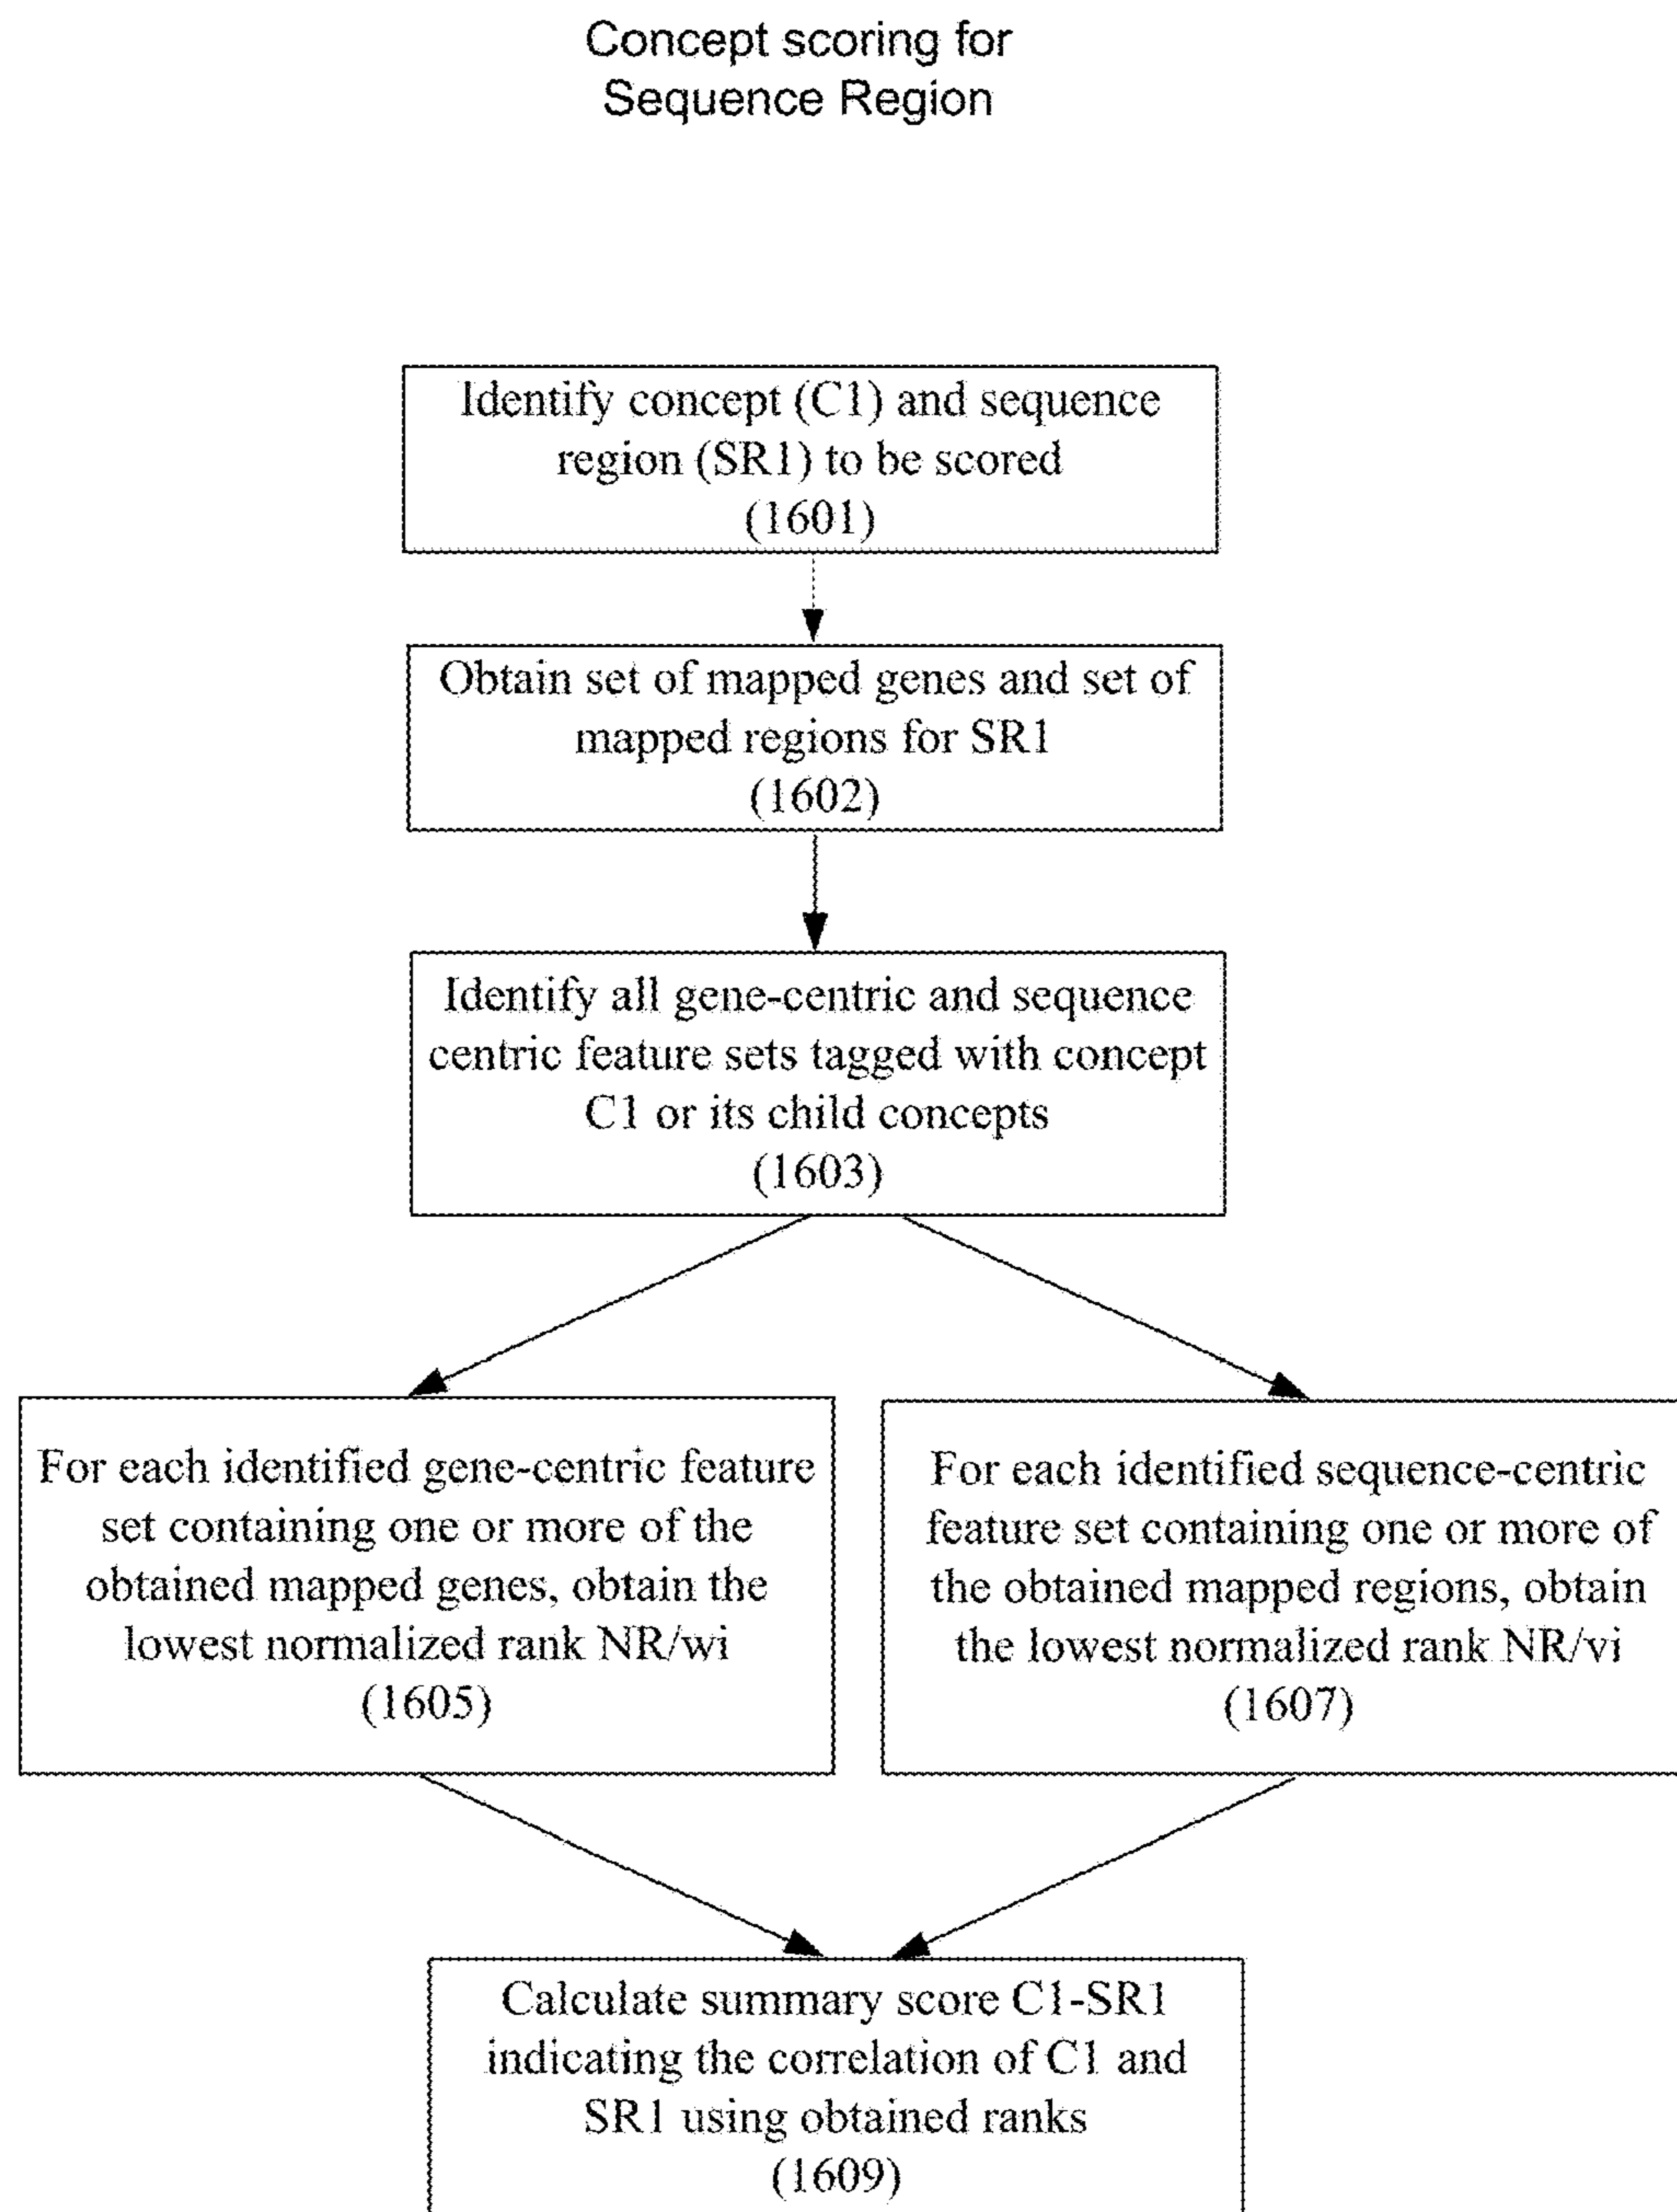 Concept scoring for
Sequence Region
Identify concept (C1) and sequence
region (SR1) to be scored
(1601)
Obtain set of mapped genes and set of
mapped regions for SR1
(1602)
Identify all gene-centric and sequence
centric feature sets tagged with concept
C1 or its child concepts
(1603)
For each identified gene-centric feature
set containing one or more of the
obtained mapped genes, obtain the
lowest normalized rank NR/wi
(1605)
For each identified sequence-centric
feature set containing one or more of
the obtained mapped regions, obtain
the lowest normalized rank NR/vi
(1607)
Calculate summary score C1-SR1
indicating the correlation of C1 and
SR1 using obtained ranks
(1609)